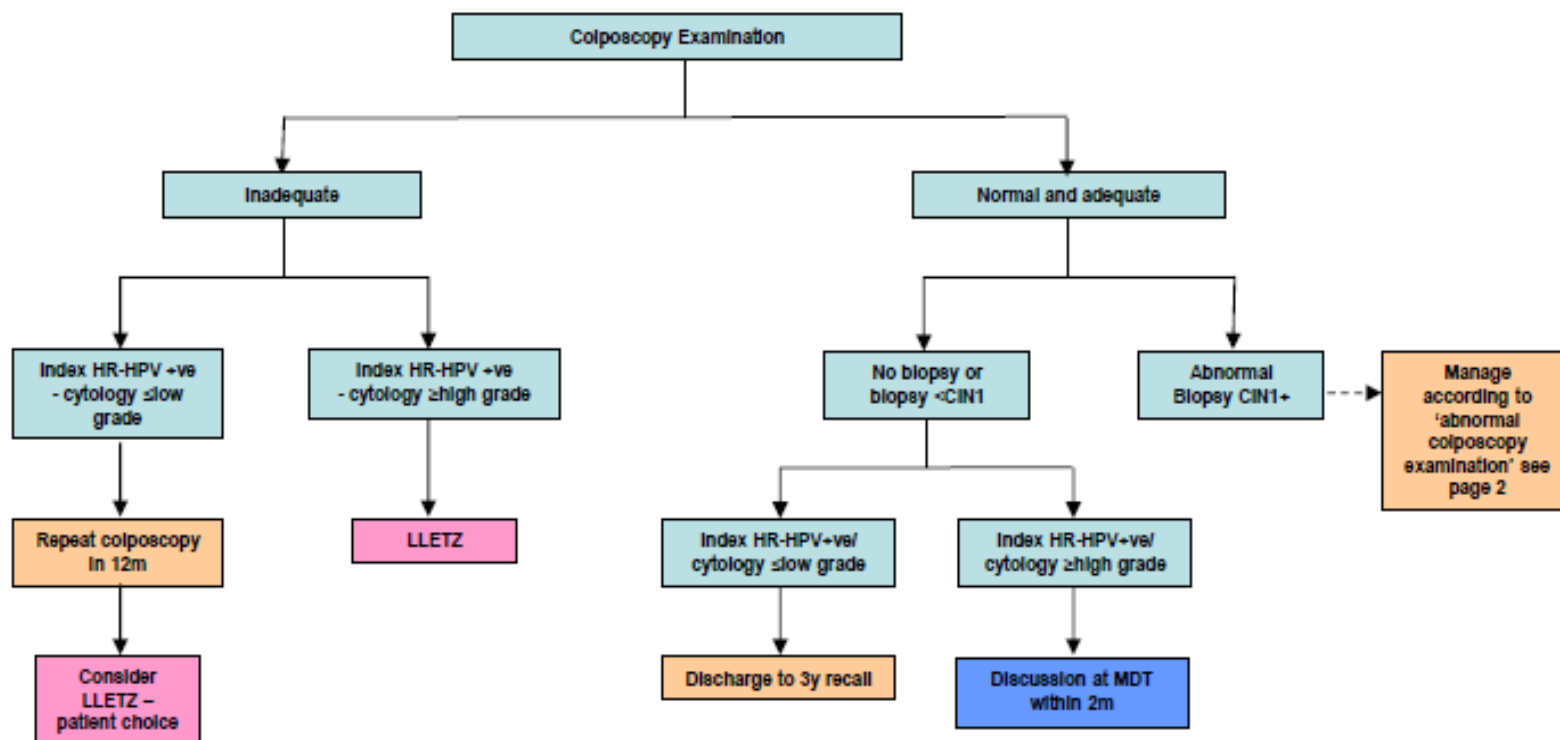 Colposcopy Examination
Inadequate
Normal and adequate
Index HR-HPV +ve
- cytology ≤low
grade
Index HR-HPV +ve
- cytology ≥high grade
No biopsy or
biopsy <CIN1
Abnormal
Biopsy CIN1+
Manage
according to
‘abnormal
colposcopy
examination’ see
page 2
Repeat colposcopy
in 12m
LLETZ
Index HR-HPV+ve/
cytology ≤low grade
Index HR-HPV+ve/
cytology ≥high grade
Consider
LLETZ –
patient choice
Discharge to 3y recall
Discussion at MDT
within 2m